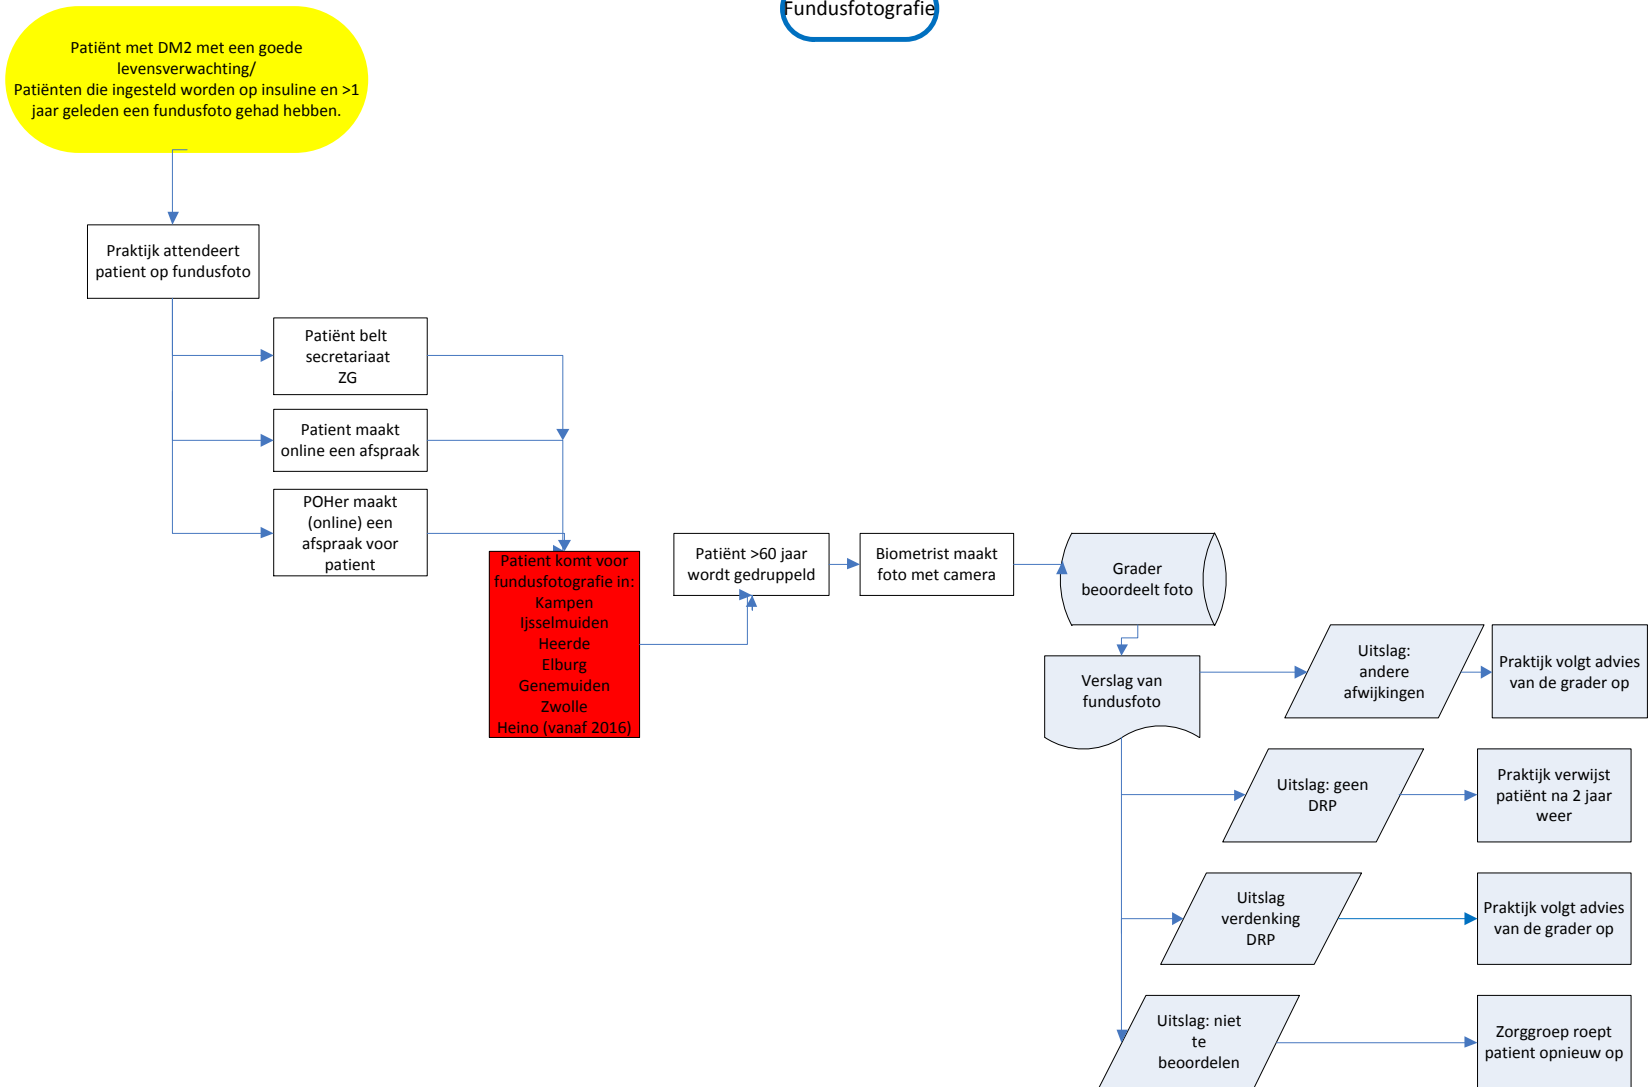 Fundusfotografie
Patiënt met DM2 met een goede
levensverwachting/
Patiënten die ingesteld worden op insuline en >1
jaar geleden een fundusfoto gehad hebben.
Praktijk attendeert
patient op fundusfoto
Patiënt belt
secretariaat
ZG
Patient maakt
online een afspraak
POHer maakt
(online) een
afspraak voor
patient
Patient komt voor
fundusfotografie in:
Kampen
Ijsselmuiden
Heerde
Elburg
Genemuiden
Zwolle
Heino (vanaf 2016)
Patiënt >60 jaar
wordt gedruppeld
Biometrist maakt
foto met camera
Grader
beoordeelt foto
Verslag van
fundusfoto
Uitslag:
andere
afwijkingen
Praktijk volgt advies
van de grader op
Uitslag: geen
DRP
Praktijk verwijst
patiënt na 2 jaar
weer
Uitslag
verdenking
DRP
Praktijk volgt advies
van de grader op
Uitslag: niet
te
beoordelen
Zorggroep roept
patient opnieuw op